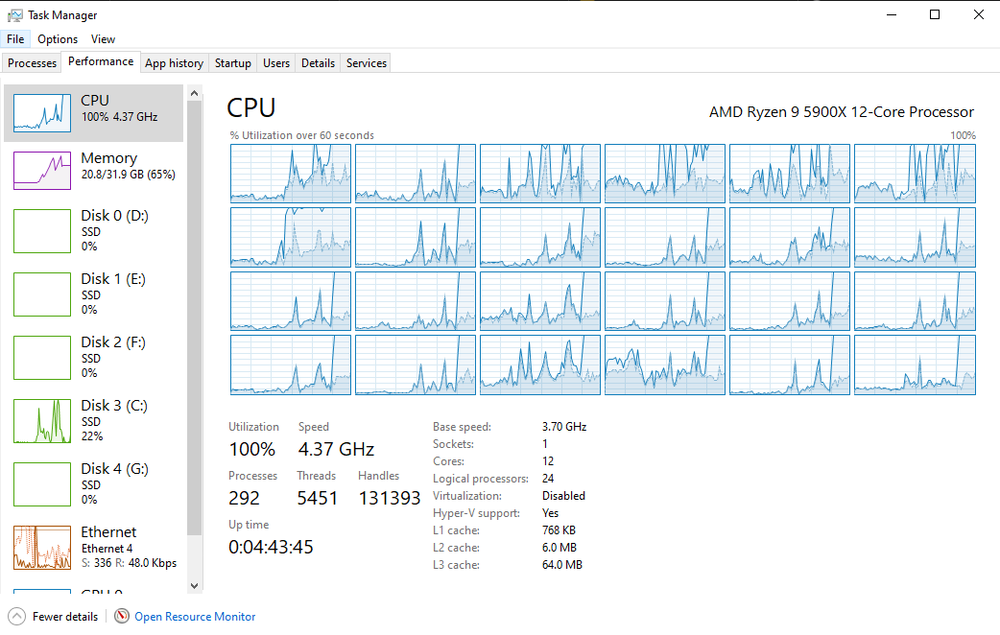 Task Manager
File Options View
Processes Performance App history Startup Users Details Services
CPU
100% 4.37 GHz
Memory
20.8/31.9 GB (65%)
Disk 0 (D:)
SSD
0%
Disk 1 (E:)
SSD
0%
Disk 2 (F:)
SSD
0%
Disk 3 (C:)
SSD
22%
Disk 4 (G:)
SSD
0%
Ethernet
Ethernet 4
S: 336 R: 48.0 Kbps
CPU
AMD Ryzen 9 5900X 12-Core Processor
% Utilization over 60 seconds 100%
Utilization Speed
100% 4.37 GHz
Processes Threads Handles
292 5451 131393
Up time
0:04:43:45
Base speed: 3.70 GHz
Sockets: 1
Cores: 12
Logical processors: 24
Virtualization: Disabled
Hyper-V support: Yes
L1 cache: 768 KB
L2 cache: 6.0 MB
L3 cache: 64.0 MB
Fewer details Open Resource Monitor